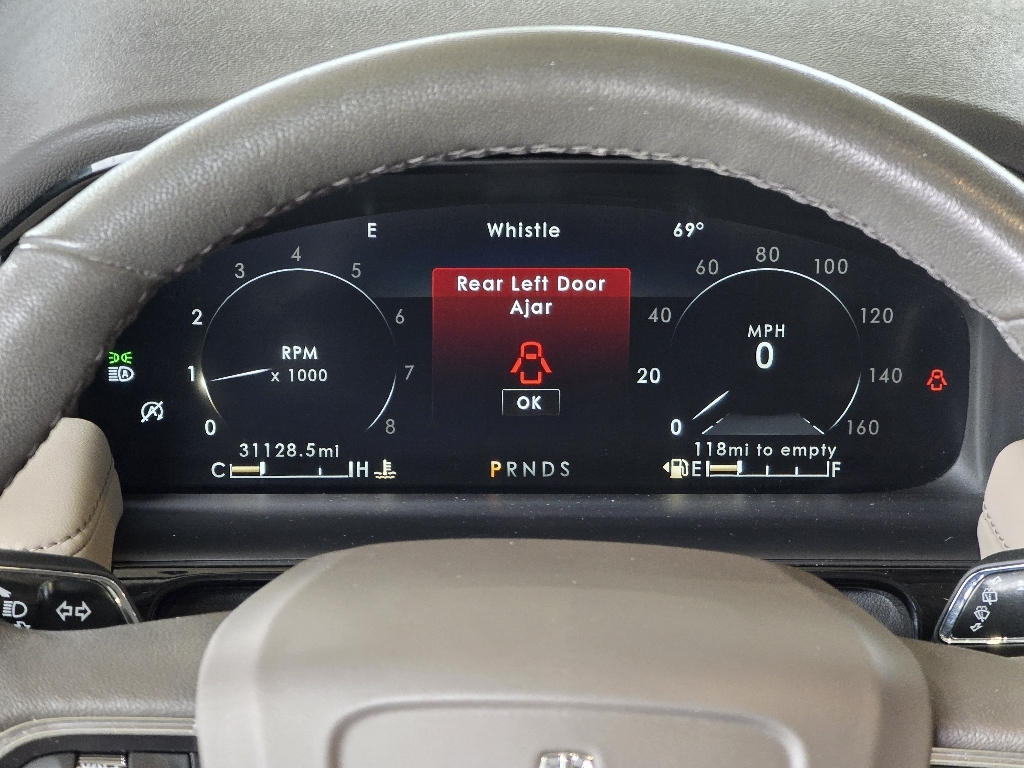 E Whistle 69°
Rear Left Door
Ajar
OK
RPM
x 1000
0 1 2 3 4 5 6 7 8
MPH
0
0 20 40 60 80 100 120 140 160
31128.5mi
C H
PRNDS
118mi to empty
E F